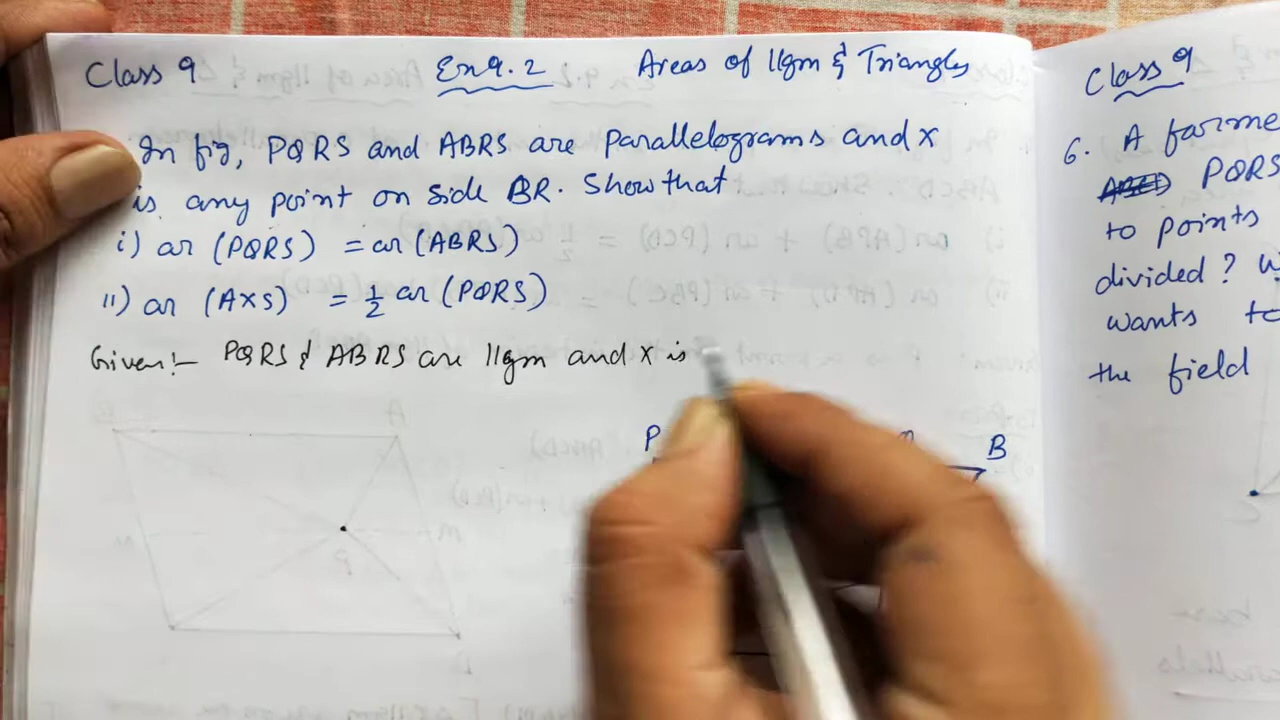 Class 9 Ex 9.2 Areas of ||gm & Triangles
In fig, PQRS and ABRS are parallelograms and x
is any point on side BR. Show that
i) ar (PQRS) = ar (ABRS)
ii) ar (AXS) = 1/2 ar (PQRS)
Given:- PQRS & ABRS are ||gm and x is
P B
Class 9
6. A farme
PQRS
to points
divided? W
wants to
the field